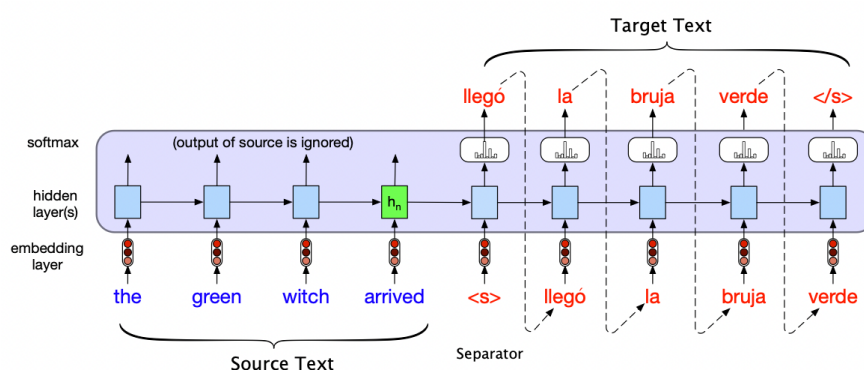 Target Text
llegó la bruja verde </s>
softmax (output of source is ignored)
hidden layer(s) hₙ
embedding layer
the green witch arrived <s> llegó la bruja verde
Separator
Source Text